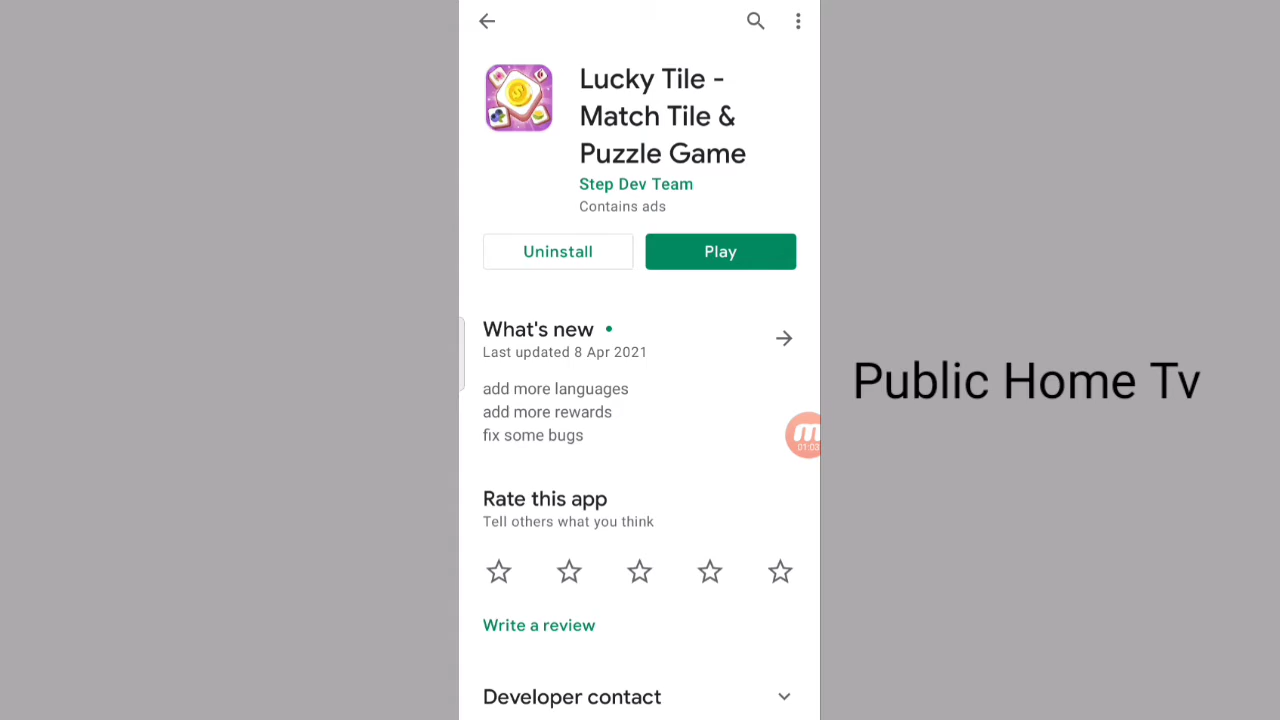 Lucky Tile -
Match Tile &
Puzzle Game
Step Dev Team
Contains ads
Uninstall
Play
What's new
Last updated 8 Apr 2021
add more languages
add more rewards
fix some bugs
Public Home Tv
01:03
Rate this app
Tell others what you think
Write a review
Developer contact